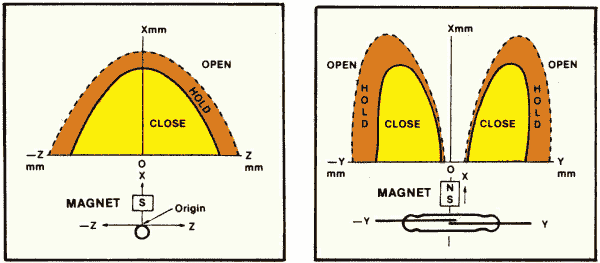 Xmm
OPEN
HOLD
CLOSE
—Z
mm
O
Z
mm
X
MAGNET
S
Origin
—Z
Z
Xmm
OPEN
OPEN
HOLD
HOLD
CLOSE
CLOSE
—Y
mm
O
Y
mm
X
MAGNET
N
S
—Y
Y